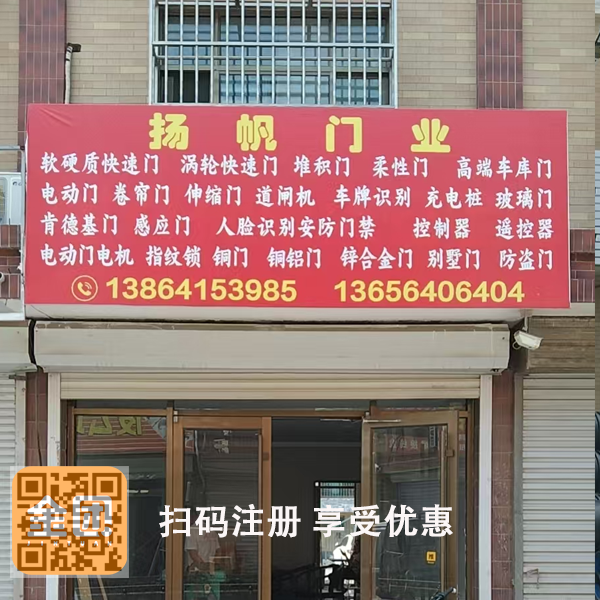 扬帆门业
软硬质快速门 涡轮快速门 堆积门 柔性门 高端车库门
电动门 卷帘门 伸缩门 道闸机 车牌识别 充电桩 玻璃门
肯德基门 感应门 人脸识别安防门禁 控制器 遥控器
电动门电机 指纹锁 铜门 铜铝门 锌合金门 别墅门 防盗门
13864153985 13656404404
全团
扫码注册 享受优惠